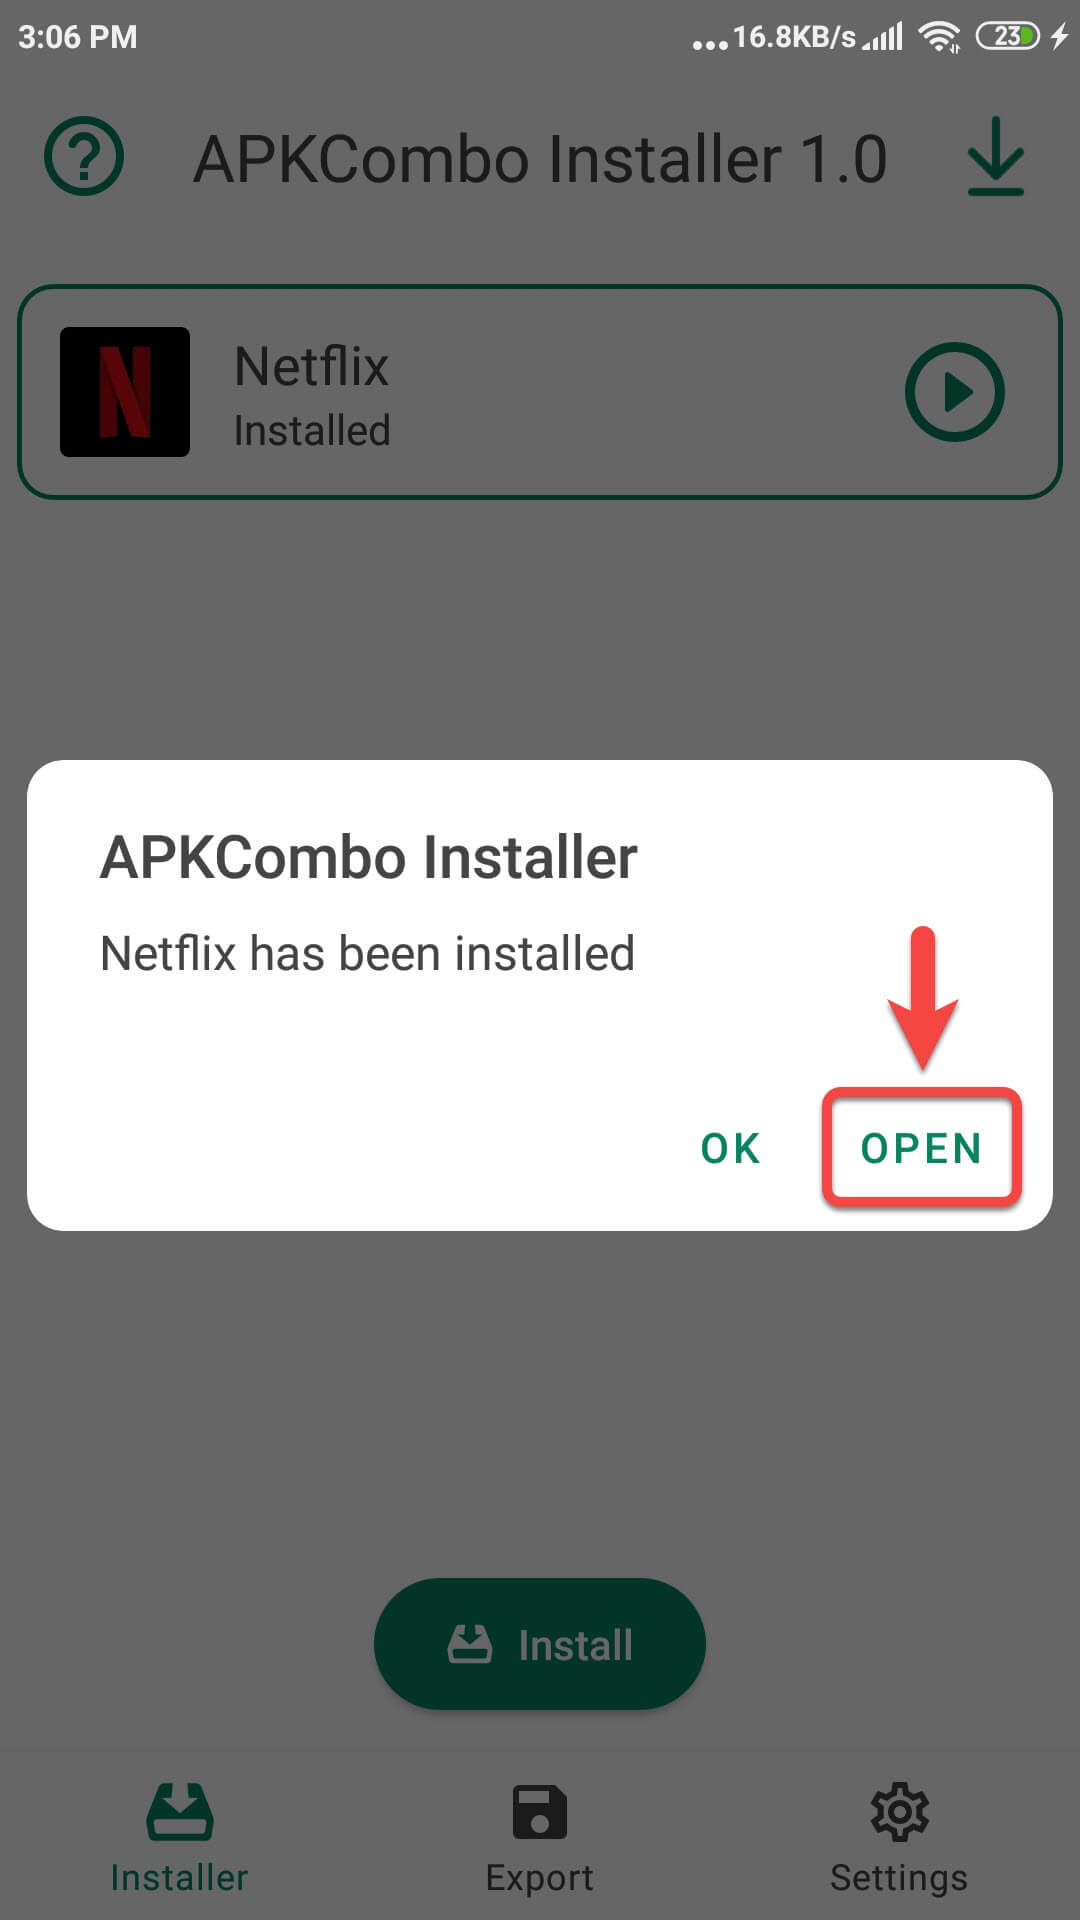 3:06 PM
...16.8KB/s
23
APKCombo Installer 1.0
N
Netflix
Installed
APKCombo Installer
Netflix has been installed
OK OPEN
Install
Installer Export Settings